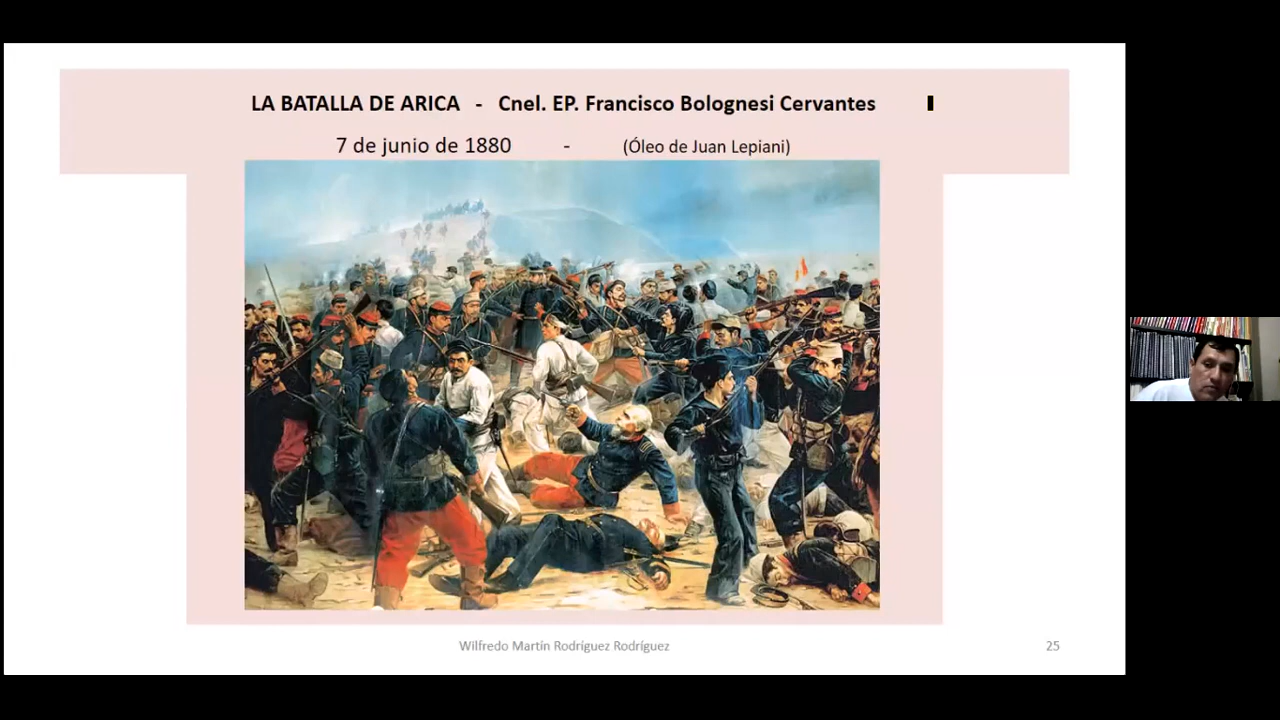 LA BATALLA DE ARICA - Cnel. EP. Francisco Bolognesi Cervantes
7 de junio de 1880 - (Óleo de Juan Lepiani)
Wilfredo Martín Rodríguez Rodríguez 25